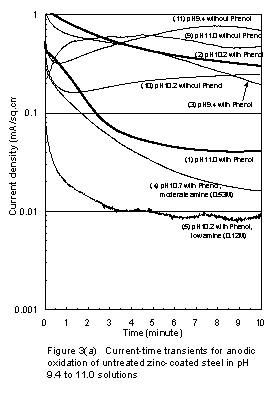 1
(11) pH9.4 without Phenol
(9) pH11.0 without Phenol
(2) pH10.2 with Phenol
(10) pH10.2 without Phenol
(3) pH9.4 with Phenol
0.1
Current density (mA/sq.cm)
(1) pH11.0 with Phenol
(4) pH10.7 with Phenol,
moderate amine (0.53M)
0.01
(5) pH10.2 with Phenol,
low amine (0.12M)
0.001
0 1 2 3 4 5 6 7 8 9 10
Time (minute)
Figure 3(a) Current-time transients for anodic
oxidation of untreated zinc-coated steel in pH
9.4 to 11.0 solutions